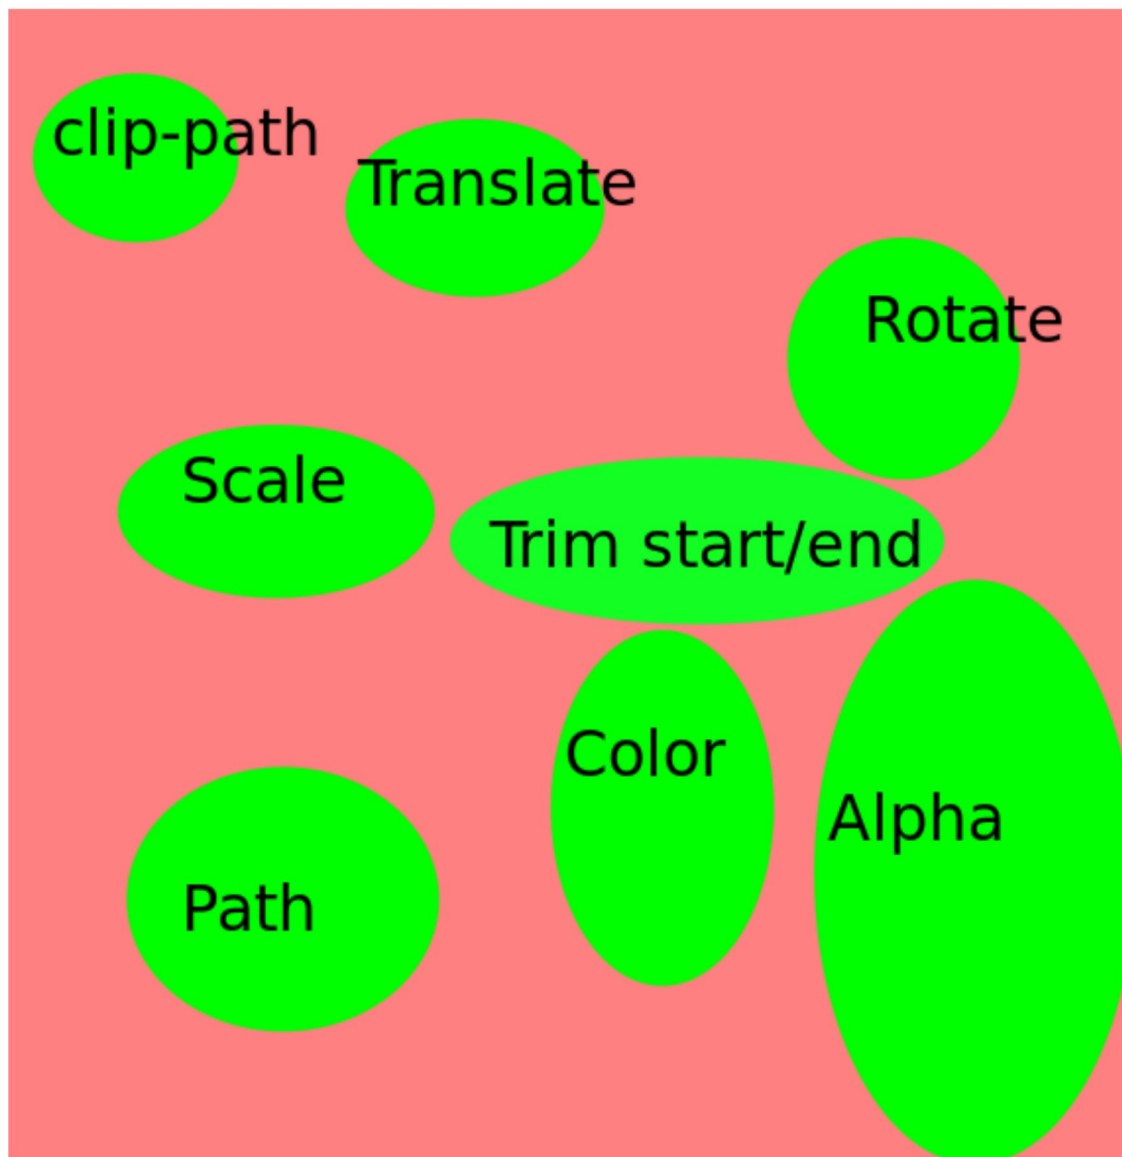 clip-path
Translate
Rotate
Scale
Trim start/end
Color
Alpha
Path